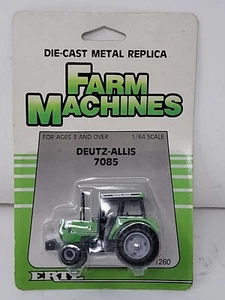 DIE-CAST METAL REPLICA
FARM
MACHINES
FOR AGES 3 AND OVER 1/64 SCALE
DEUTZ-ALLIS
7085
1260
ERTL